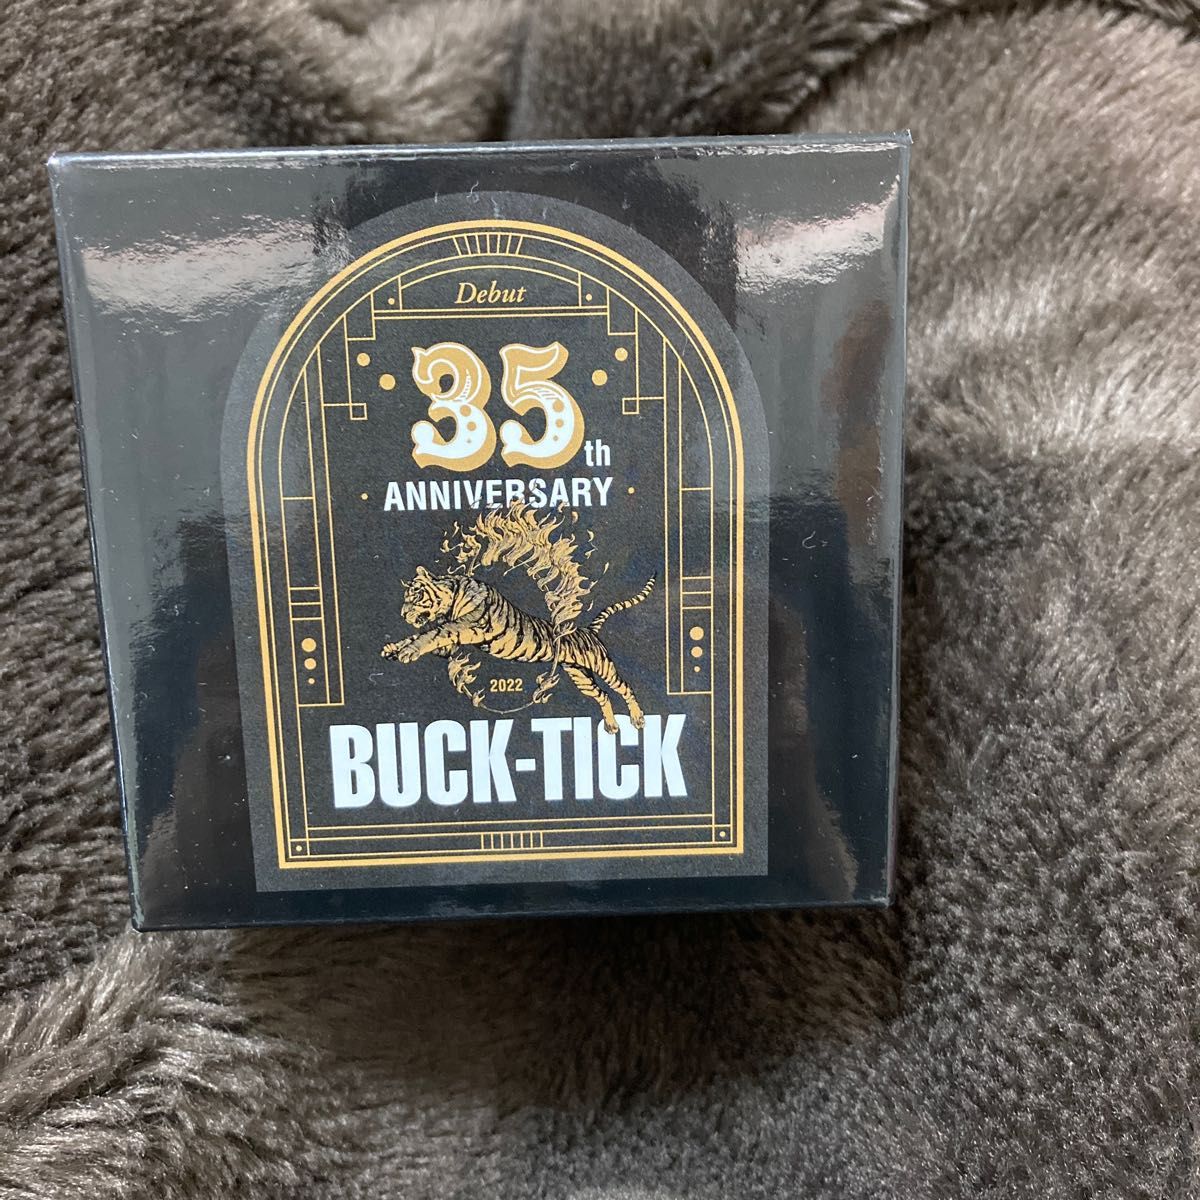 Debut
35th
ANNIVERSARY
2022
BUCK-TICK